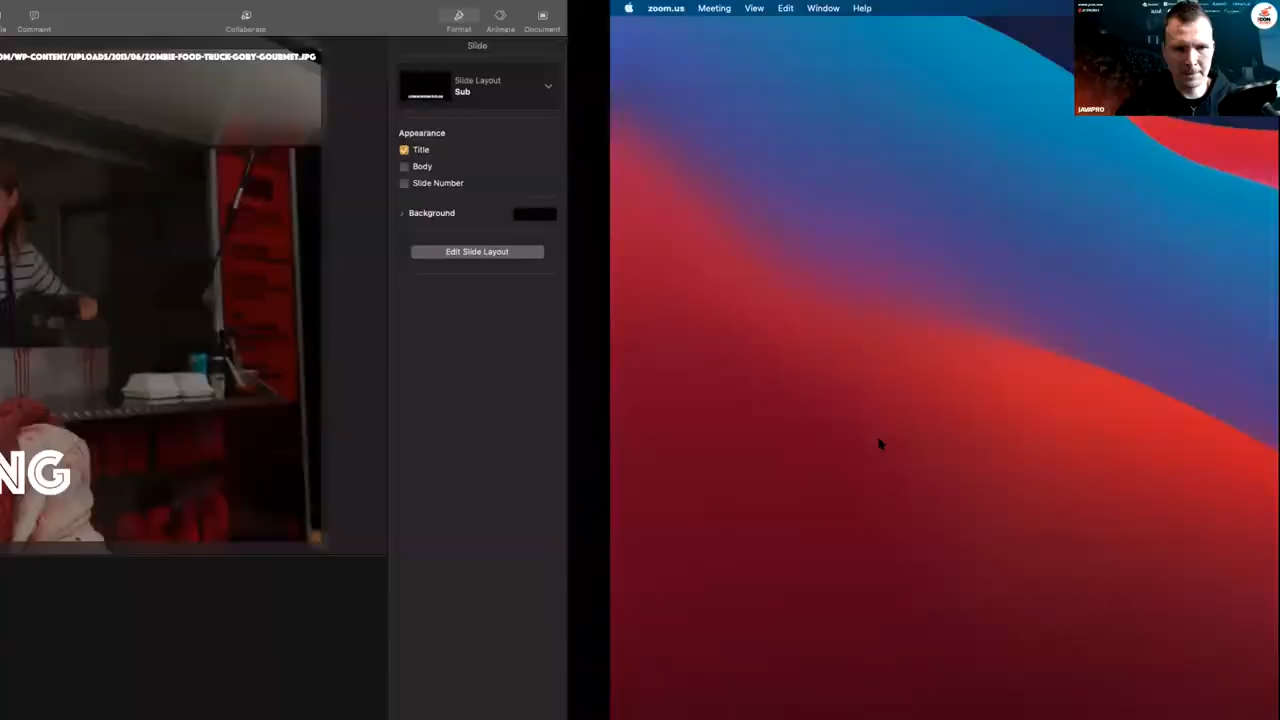 Comment
Collaborate
Format
Animate
Document
OM/WP-CONTENT/UPLOADS/2013/06/ZOMBIE-FOOD-TRUCK-GORY-GOURMET.JPG
NG
Slide
Slide Layout
Sub
Appearance
Title
Body
Slide Number
Background
Edit Slide Layout
zoom.us Meeting View Edit Window Help
JAVAPRO